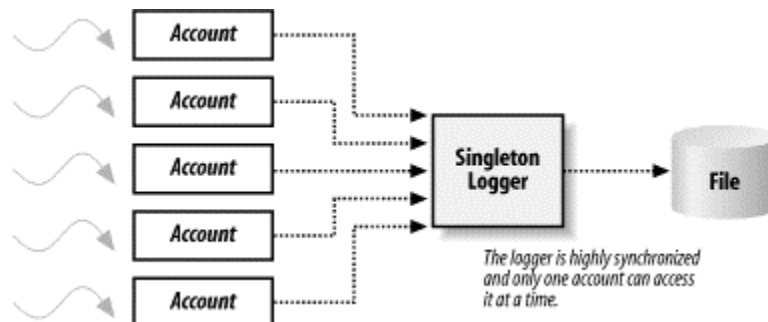 Account
Account
Account
Account
Account
Singleton
Logger
File
The logger is highly synchronized
and only one account can access
it at a time.